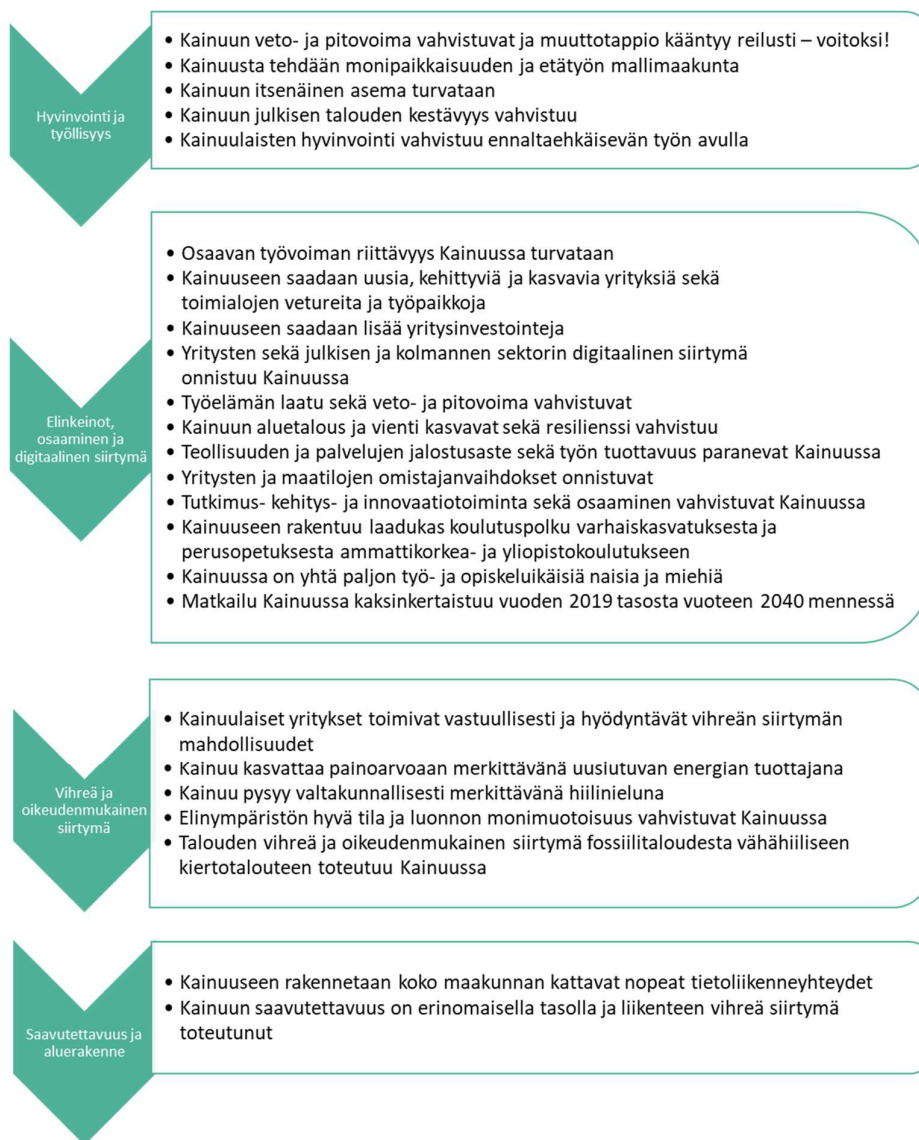 Hyvinvointi ja
työllisyys
• Kainuun veto- ja pitovoima vahvistuvat ja muuttotappio kääntyy reilusti – voitoksi!
• Kainuusta tehdään monipaikkaisuuden ja etätyön mallimaakunta
• Kainuun itsenäinen asema turvataan
• Kainuun julkisen talouden kestävyys vahvistuu
• Kainuulaisten hyvinvointi vahvistuu ennaltaehkäisevän työn avulla
Elinkeinot,
osaaminen ja
digitaalinen siirtymä
• Osaavan työvoiman riittävyys Kainuussa turvataan
• Kainuuseen saadaan uusia, kehittyviä ja kasvavia yrityksiä sekä
toimialojen vetureita ja työpaikkoja
• Kainuuseen saadaan lisää yritysinvestointeja
• Yritysten sekä julkisen ja kolmannen sektorin digitaalinen siirtymä
onnistuu Kainuussa
• Työelämän laatu sekä veto- ja pitovoima vahvistuvat
• Kainuun aluetalous ja vienti kasvavat sekä resilienssi vahvistuu
• Teollisuuden ja palvelujen jalostusaste sekä työn tuottavuus paranevat Kainuussa
• Yritysten ja maatilojen omistajanvaihdokset onnistuvat
• Tutkimus- kehitys- ja innovaatiotoiminta sekä osaaminen vahvistuvat Kainuussa
• Kainuuseen rakentuu laadukas koulutuspolku varhaiskasvatuksesta ja
perusopetuksesta ammattikorkea- ja yliopistokoulutukseen
• Kainuussa on yhtä paljon työ- ja opiskeluikäisiä naisia ja miehiä
• Matkailu Kainuussa kaksinkertaistuu vuoden 2019 tasosta vuoteen 2040 mennessä
Vihreä ja
oikeudenmukainen
siirtymä
• Kainuulaiset yritykset toimivat vastuullisesti ja hyödyntävät vihreän siirtymän
mahdollisuudet
• Kainuu kasvattaa painoarvoaan merkittävänä uusiutuvan energian tuottajana
• Kainuu pysyy valtakunnallisesti merkittävänä hiilinieluna
• Elinympäristön hyvä tila ja luonnon monimuotoisuus vahvistuvat Kainuussa
• Talouden vihreä ja oikeudenmukainen siirtymä fossiilitaloudesta vähähiiliseen
kiertotalouteen toteutuu Kainuussa
Saavutettavuus ja
aluerakenne
• Kainuuseen rakennetaan koko maakunnan kattavat nopeat tietoliikenneyhteydet
• Kainuun saavutettavuus on erinomaisella tasolla ja liikenteen vihreä siirtymä
toteutunut